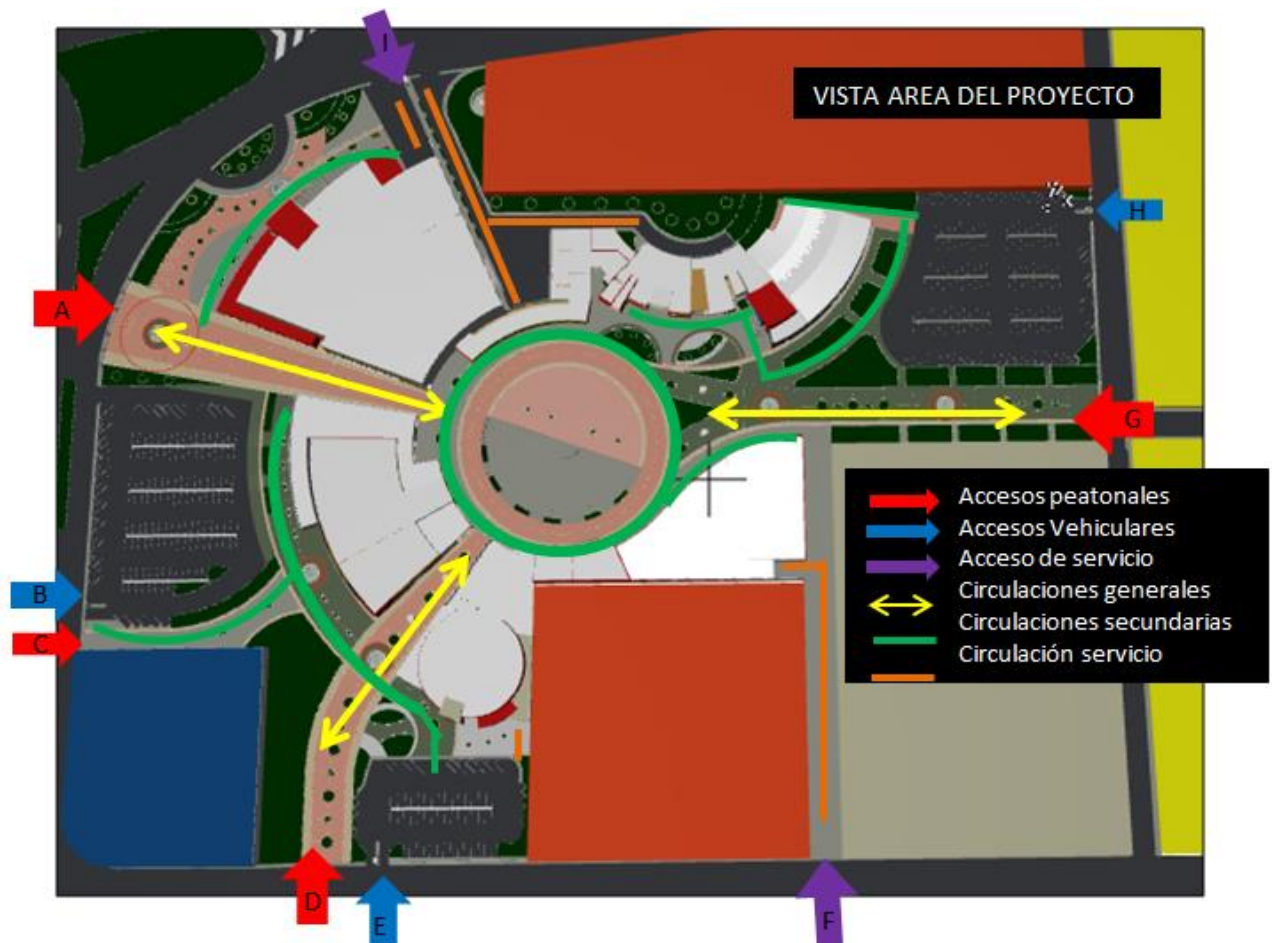 I
VISTA AREA DEL PROYECTO
H
A
G
Accesos peatonales
Accesos Vehiculares
Acceso de servicio
Circulaciones generales
Circulaciones secundarias
Circulación servicio
B
C
D
E
F